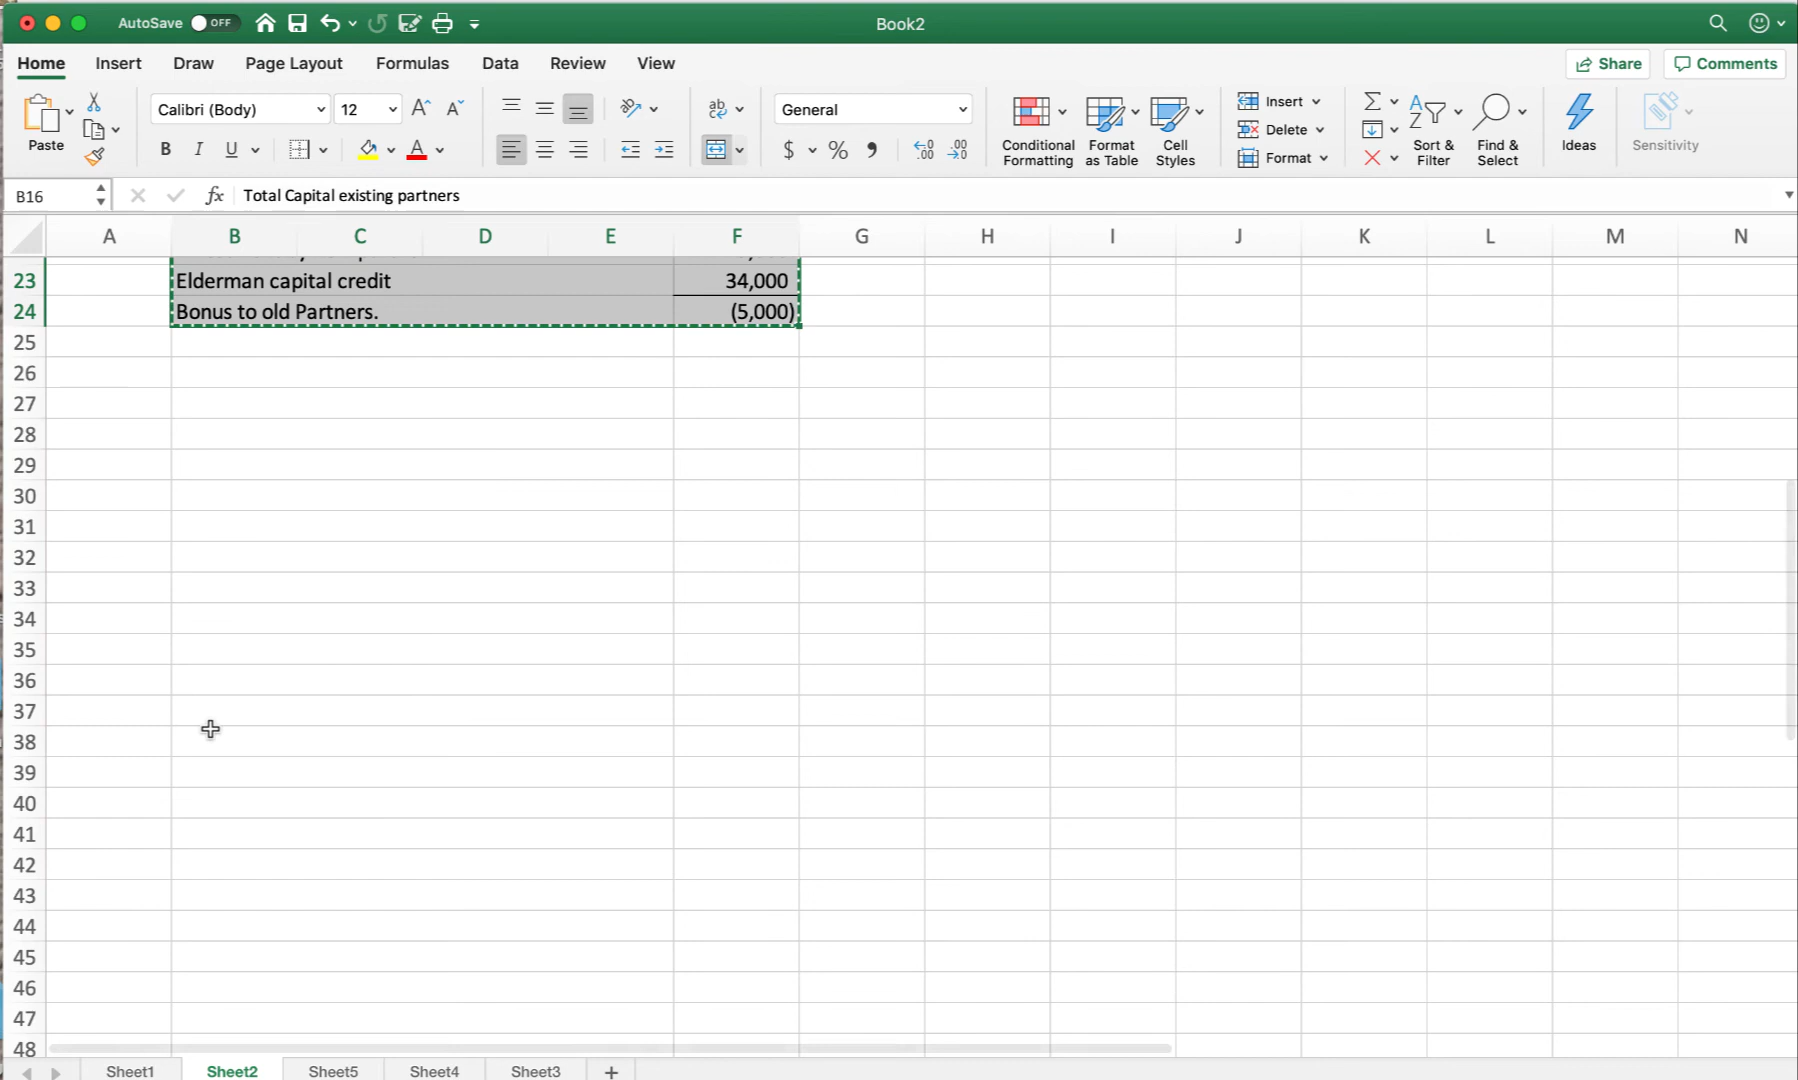 AutoSave OFF Book2
Home Insert Draw Page Layout Formulas Data Review View Share Comments
Paste Calibri (Body) 12 A A General Conditional Formatting Format as Table Cell Styles Insert Delete Format Sort & Filter Find & Select Ideas Sensitivity
B I U A $ % ab
B16 fx Total Capital existing partners
A B C D E F G H I J K L M N
23 Elderman capital credit 34,000
24 Bonus to old Partners. (5,000)
25
26
27
28
29
30
31
32
33
34
35
36
37
38
39
40
41
42
43
44
45
46
47
48
Sheet1 Sheet2 Sheet5 Sheet4 Sheet3 +